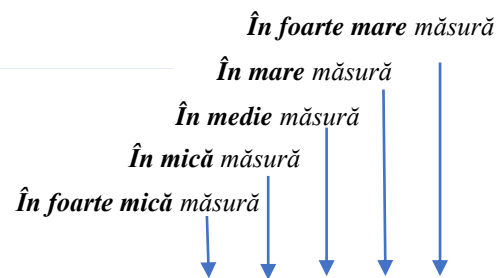 În foarte mare măsură
În mare măsură
În medie măsură
În mică măsură
În foarte mică măsură